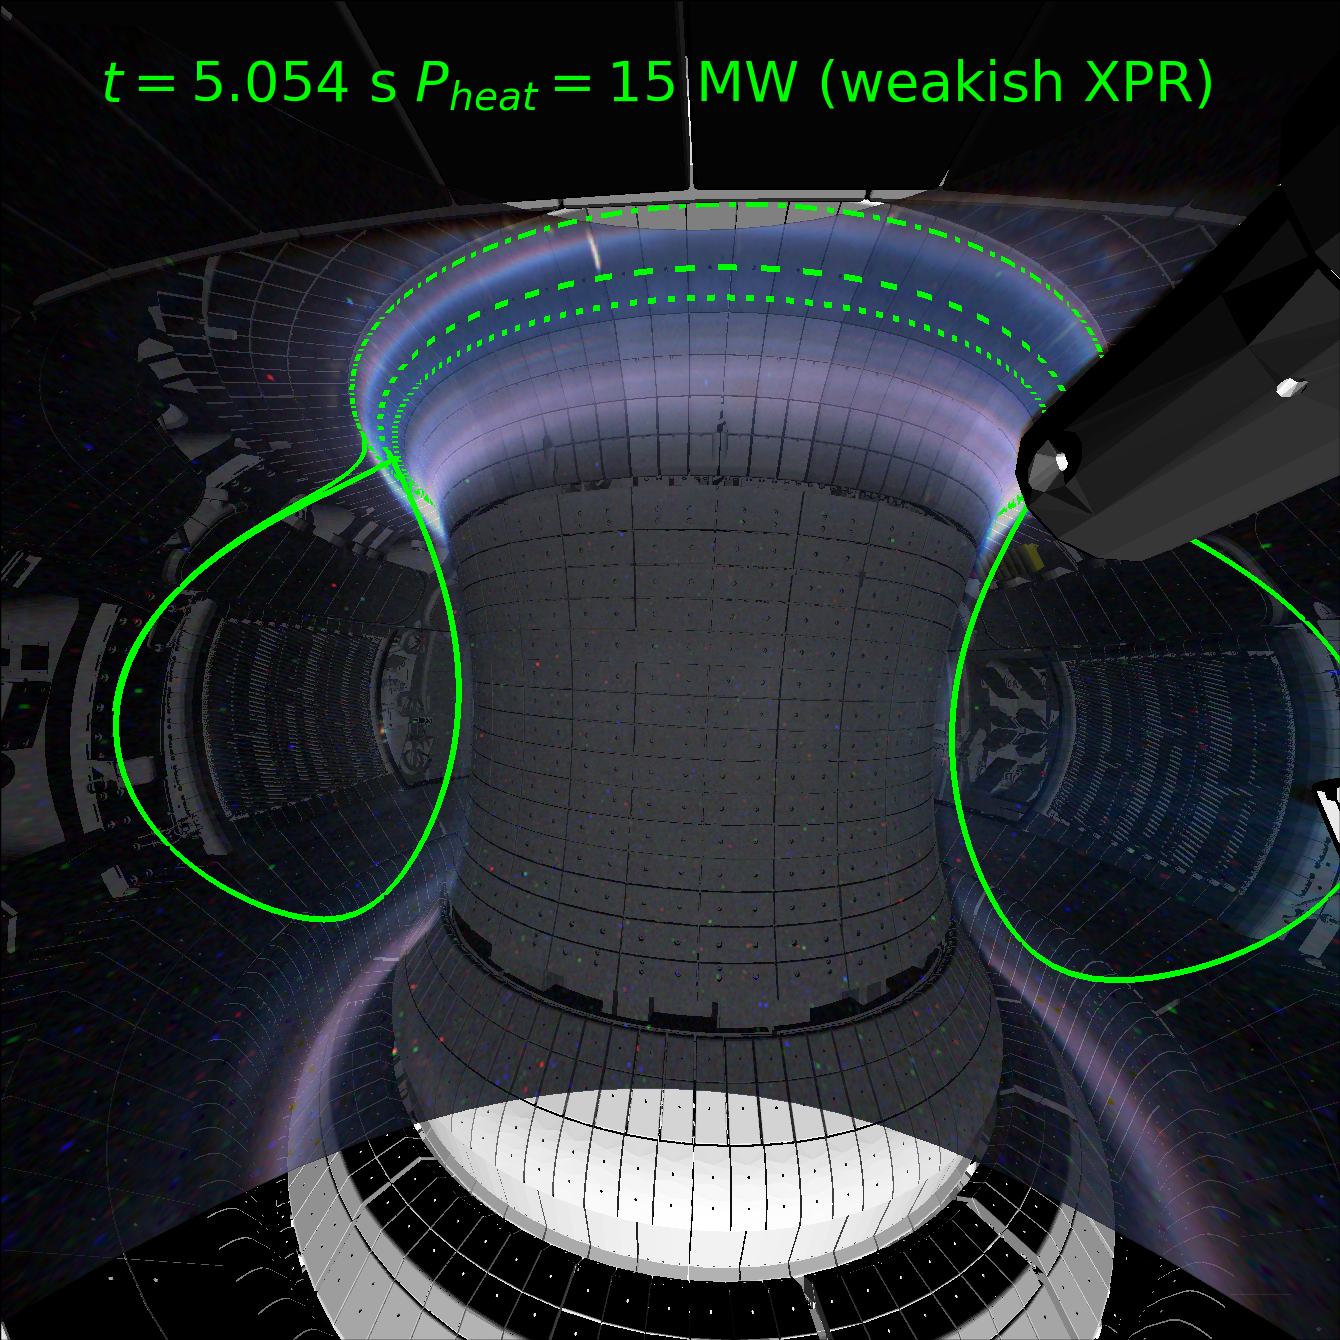 t = 5.054 s P_heat = 15 MW (weakish XPR)